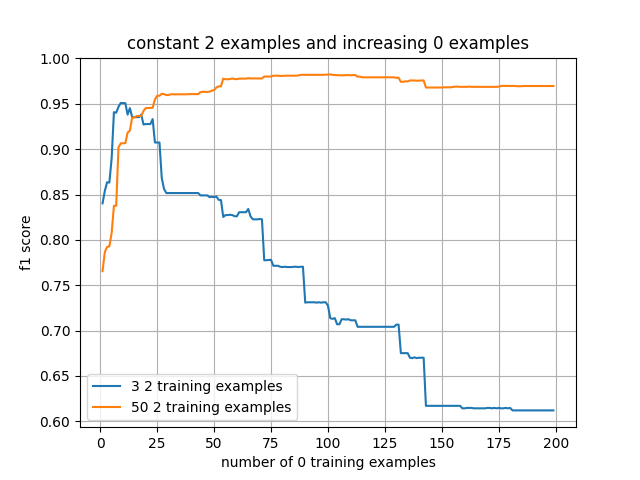 constant 2 examples and increasing 0 examples
1.00
0.95
0.90
0.85
0.80
0.75
0.70
0.65
0.60
f1 score
3 2 training examples
50 2 training examples
0 25 50 75 100 125 150 175 200
number of 0 training examples